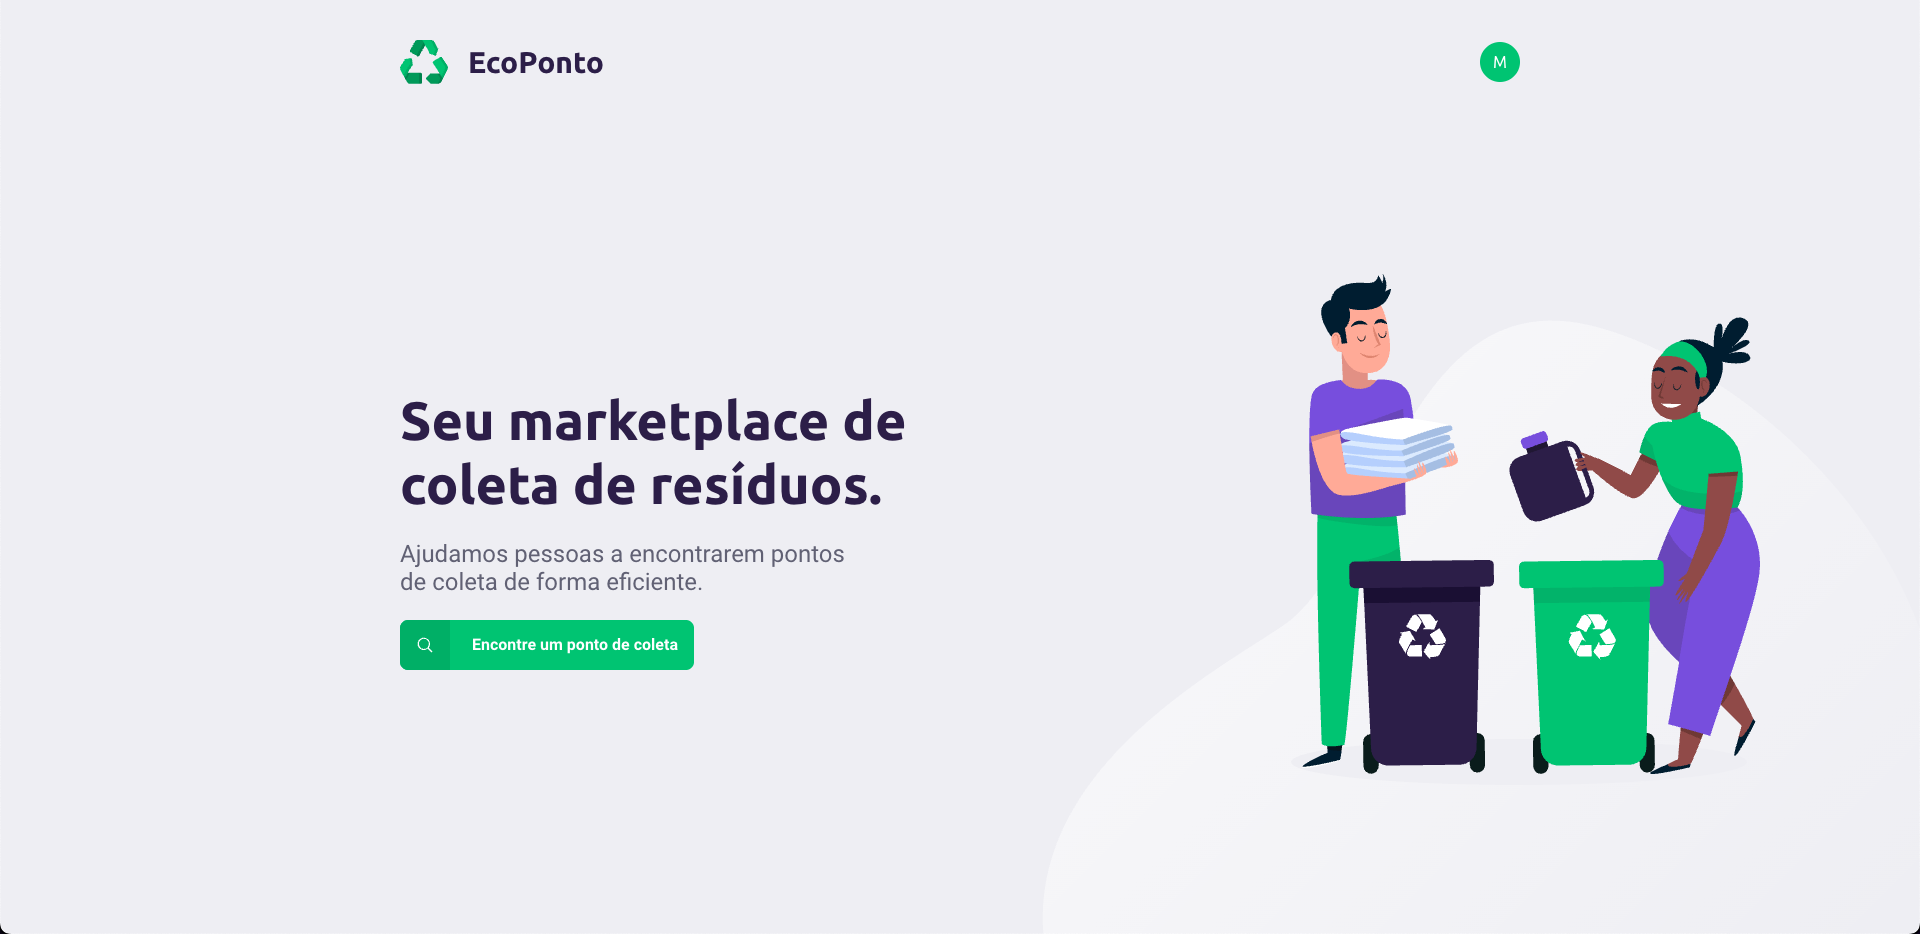 EcoPonto
M
Seu marketplace de
coleta de resíduos.
Ajudamos pessoas a encontrarem pontos
de coleta de forma eficiente.
Encontre um ponto de coleta